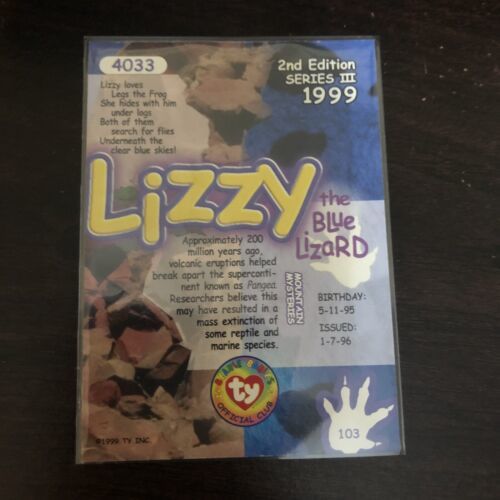 4033
2nd Edition
SERIES III
1999
Lizzy loves
Legs the Frog
She hides with him
under logs
Both of them
search for flies
Underneath the
clear blue skies!
LizzY
the
BLUe
LizaRD
Approximately 200
million years ago,
volcanic eruptions helped
break apart the superconti-
nent known as Pangea.
Researchers believe this
may have resulted in a
mass extinction of
some reptile and
marine species.
MOUNTAIN
MYSTERIES
BIRTHDAY:
5-11-95
ISSUED:
1-7-96
BEANIE BABIES
ty
OFFICIAL CLUB
103
©1999 TY INC.